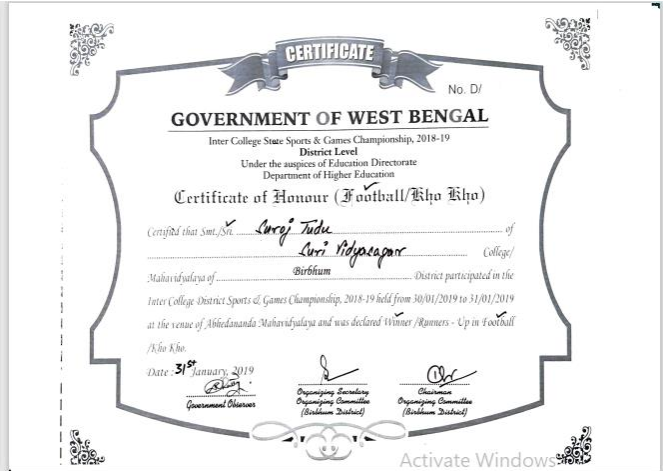 CERTIFICATE
No. D/
GOVERNMENT OF WEST BENGAL
Inter College State Sports & Games Championship, 2018-19
District Level
Under the auspices of Education Directorate
Department of Higher Education
Certificate of Honour (Football/Kho Kho)
Certified that Smt./Sri. Suroj Tudu of
Suri Vidyasagar College/
Mahavidyalaya of Birbhum District participated in the
Inter College District Sports & Games Championship, 2018-19 held from 30/01/2019 to 31/01/2019
at the venue of Abhedananda Mahavidyalaya and was declared Winner /Runners - Up in Football
/Kho Kho.
Date : 31st January, 2019
Government Observer
Organizing Secretary
Organizing Committee
(Birbhum District)
Chairman
Organizing Committee
(Birbhum District)
Activate Windows